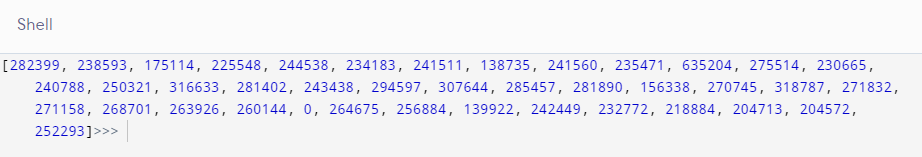 Shell
[282399, 238593, 175114, 225548, 244538, 234183, 241511, 138735, 241560, 235471, 635204, 275514, 230665,
240788, 250321, 316633, 281402, 243438, 294597, 307644, 285457, 281890, 156338, 270745, 318787, 271832,
271158, 268701, 263926, 260144, 0, 264675, 256884, 139922, 242449, 232772, 218884, 204713, 204572,
252293]>>>